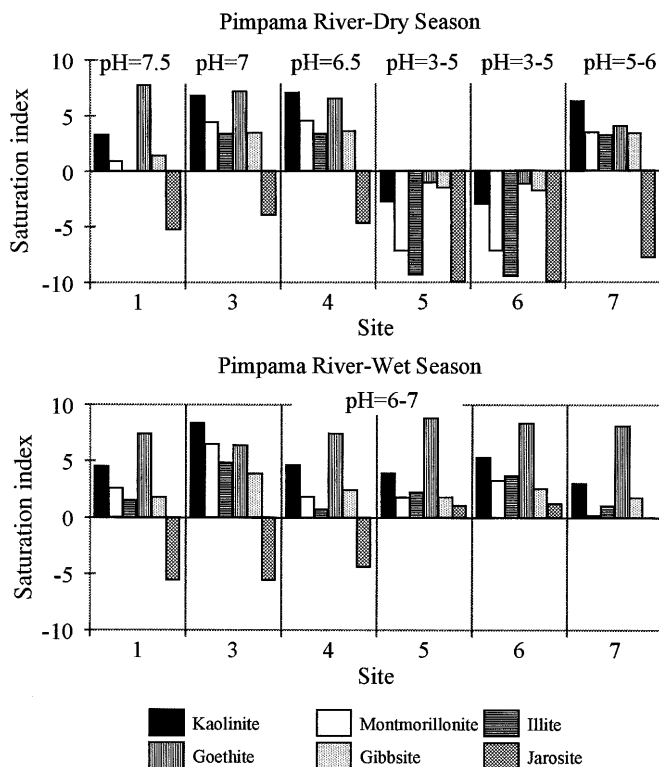 Pimpama River-Dry Season
pH=7.5 pH=7 pH=6.5 pH=3-5 pH=3-5 pH=5-6
10
5
0
-5
-10
Saturation index
1 3 4 5 6 7
Site
Pimpama River-Wet Season
pH=6-7
10
5
0
-5
-10
Saturation index
1 3 4 5 6 7
Site
Kaolinite Montmorillonite Illite
Goethite Gibbsite Jarosite